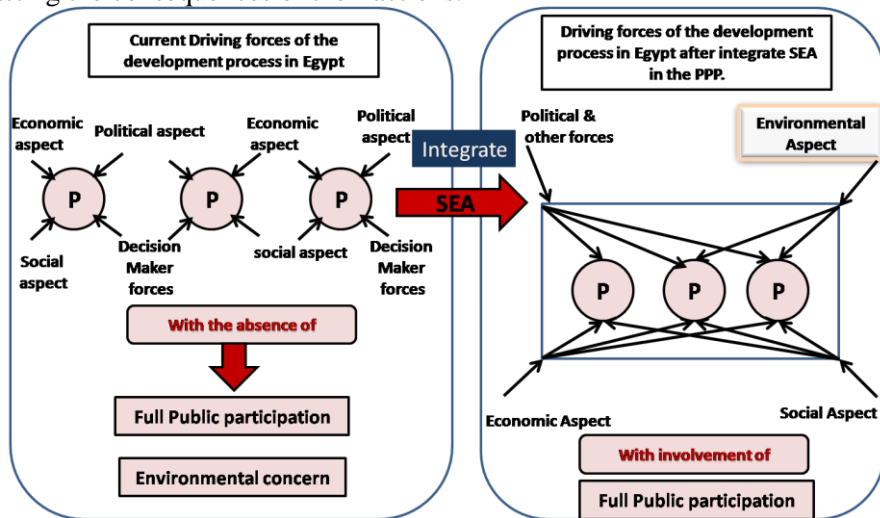 Current Driving forces of the
development process in Egypt
Economic
aspect
Political aspect
Economic
aspect
Political
aspect
P
P
P
Social
aspect
Decision
Maker
forces
social aspect
Decision
Maker
forces
With the absence of
Full Public participation
Environmental concern
Integrate
SEA
Driving forces of the development
process in Egypt after integrate SEA
in the PPP.
Political &
other forces
Environmental
Aspect
P
P
P
Economic Aspect
Social Aspect
With involvement of
Full Public participation